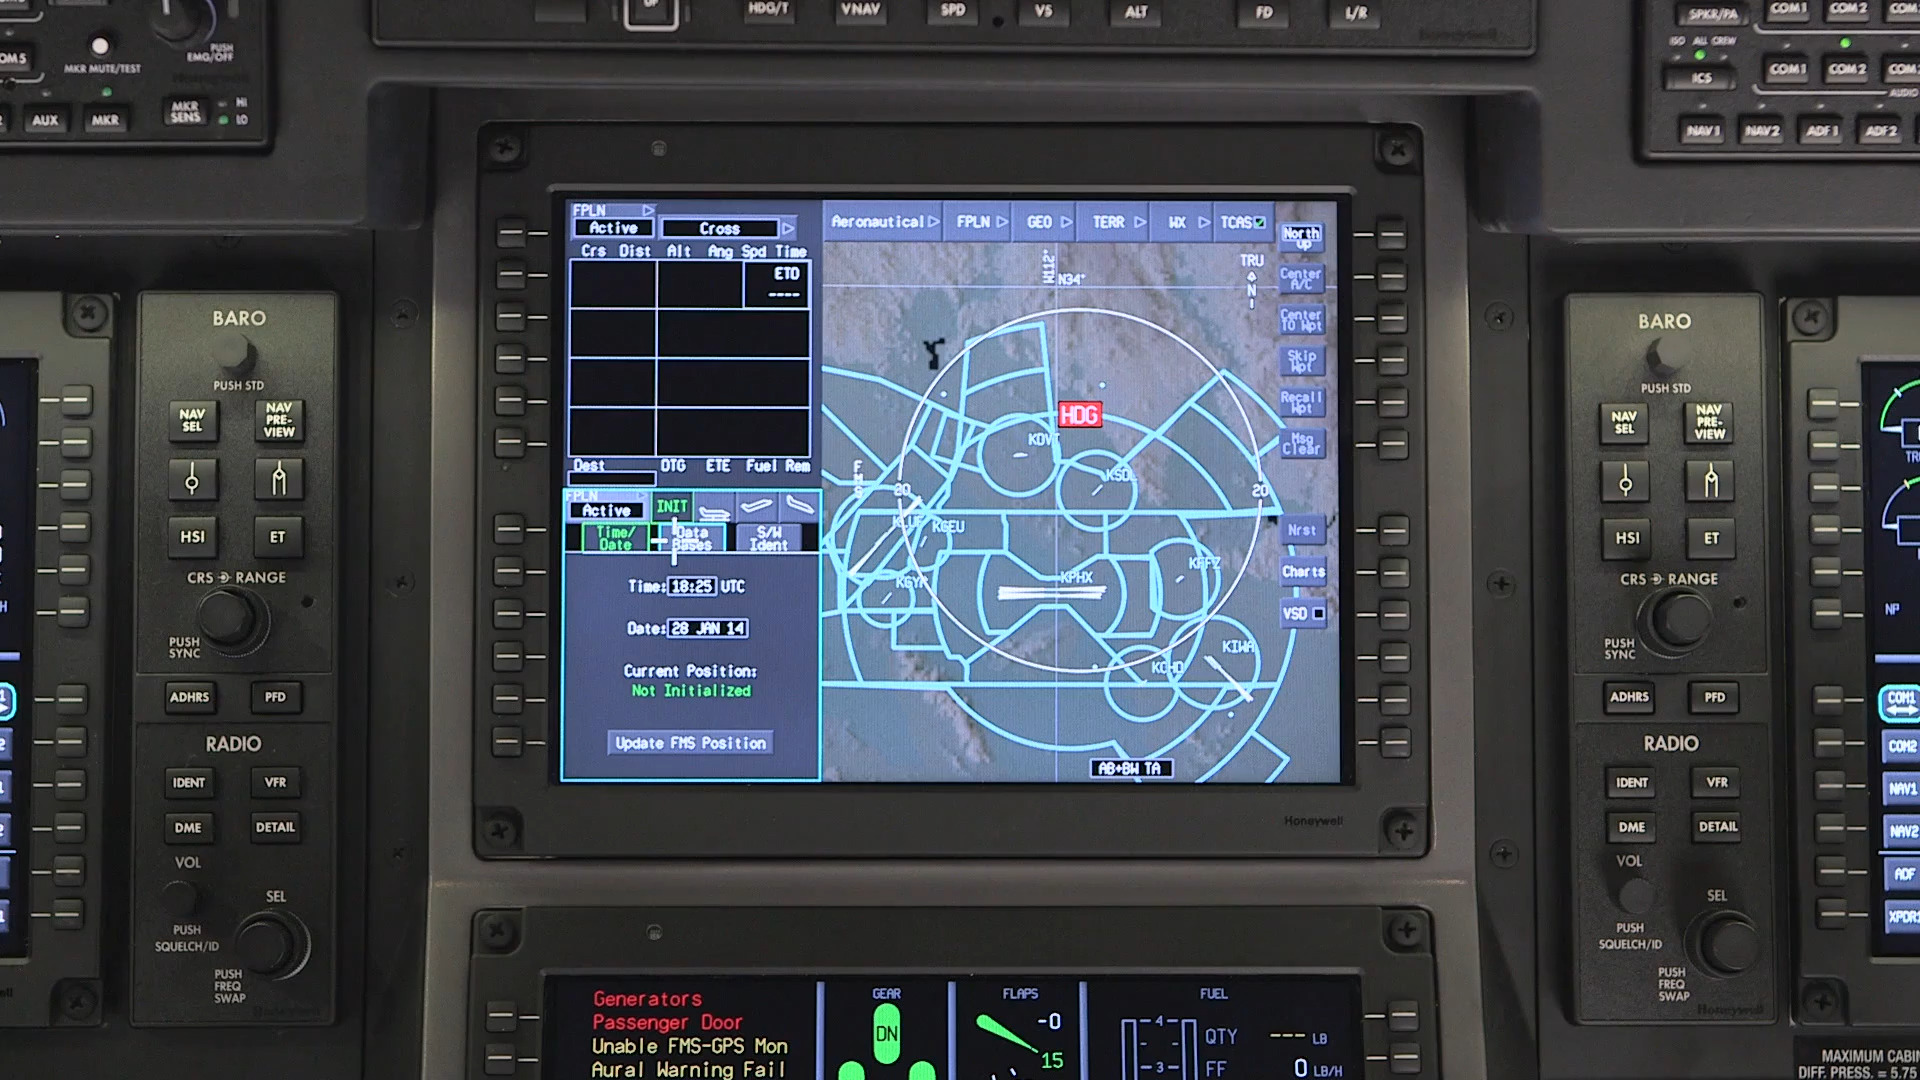 UP
HDG/T
VNAV
SPD
VS
ALT
FD
L/R
PUSH
EMG/OFF
MKR MUTE/TEST
AUX
MKR
MKR
SENS
HI
LO
SPKR/PA
COM1
COM2
ISO
ALL
CREW
ICS
COM1
COM2
AUDIO
NAV1
NAV2
ADF1
ADF2
BARO
PUSH STD
NAV
SEL
NAV
PRE-
VIEW
HSI
ET
CRS
RANGE
PUSH
SYNC
ADHRS
PFD
RADIO
IDENT
VFR
DME
DETAIL
VOL
SEL
PUSH
SQUELCH/ID
PUSH
FREQ
SWAP
FPLN
Active
Cross
Crs Dist Alt Ang Spd Time
ETO
----
Dest DTG ETE Fuel Rem
FPLN
Active
INIT
Time/
Date
Data
Bases
S/W
Ident
Time: 18:25 UTC
Date: 28 JAN 14
Current Position:
Not Initialized
Update FMS Position
Aeronautical
FPLN
GEO
TERR
WX
TCAS
North
Up
W112°
N34°
TRU
N
Center
A/C
Center
TO Wpt
Skip
Wpt
Recall
Wpt
Msg
Clear
HDG
KDVT
KSDL
FMS
20
20
KLUF
KGEU
Nrst
KFFZ
Charts
KGYR
KPHX
VSD
KIWA
KCHD
AB+BW TA
Honeywell
Generators
Passenger Door
Unable FMS-GPS Mon
Aural Warning Fail
GEAR
DN
FLAPS
-0
15
FUEL
4
3
QTY
--- LB
FF
0 LB/H
BARO
PUSH STD
NAV
SEL
NAV
PRE-
VIEW
HSI
ET
CRS
RANGE
PUSH
SYNC
ADHRS
PFD
RADIO
IDENT
VFR
DME
DETAIL
VOL
SEL
PUSH
SQUELCH/ID
PUSH
FREQ
SWAP
Honeywell
NP
COM1
COM2
NAV1
NAV2
ADF
XPDR1
MAXIMUM CABIN
DIFF. PRESS. = 5.75